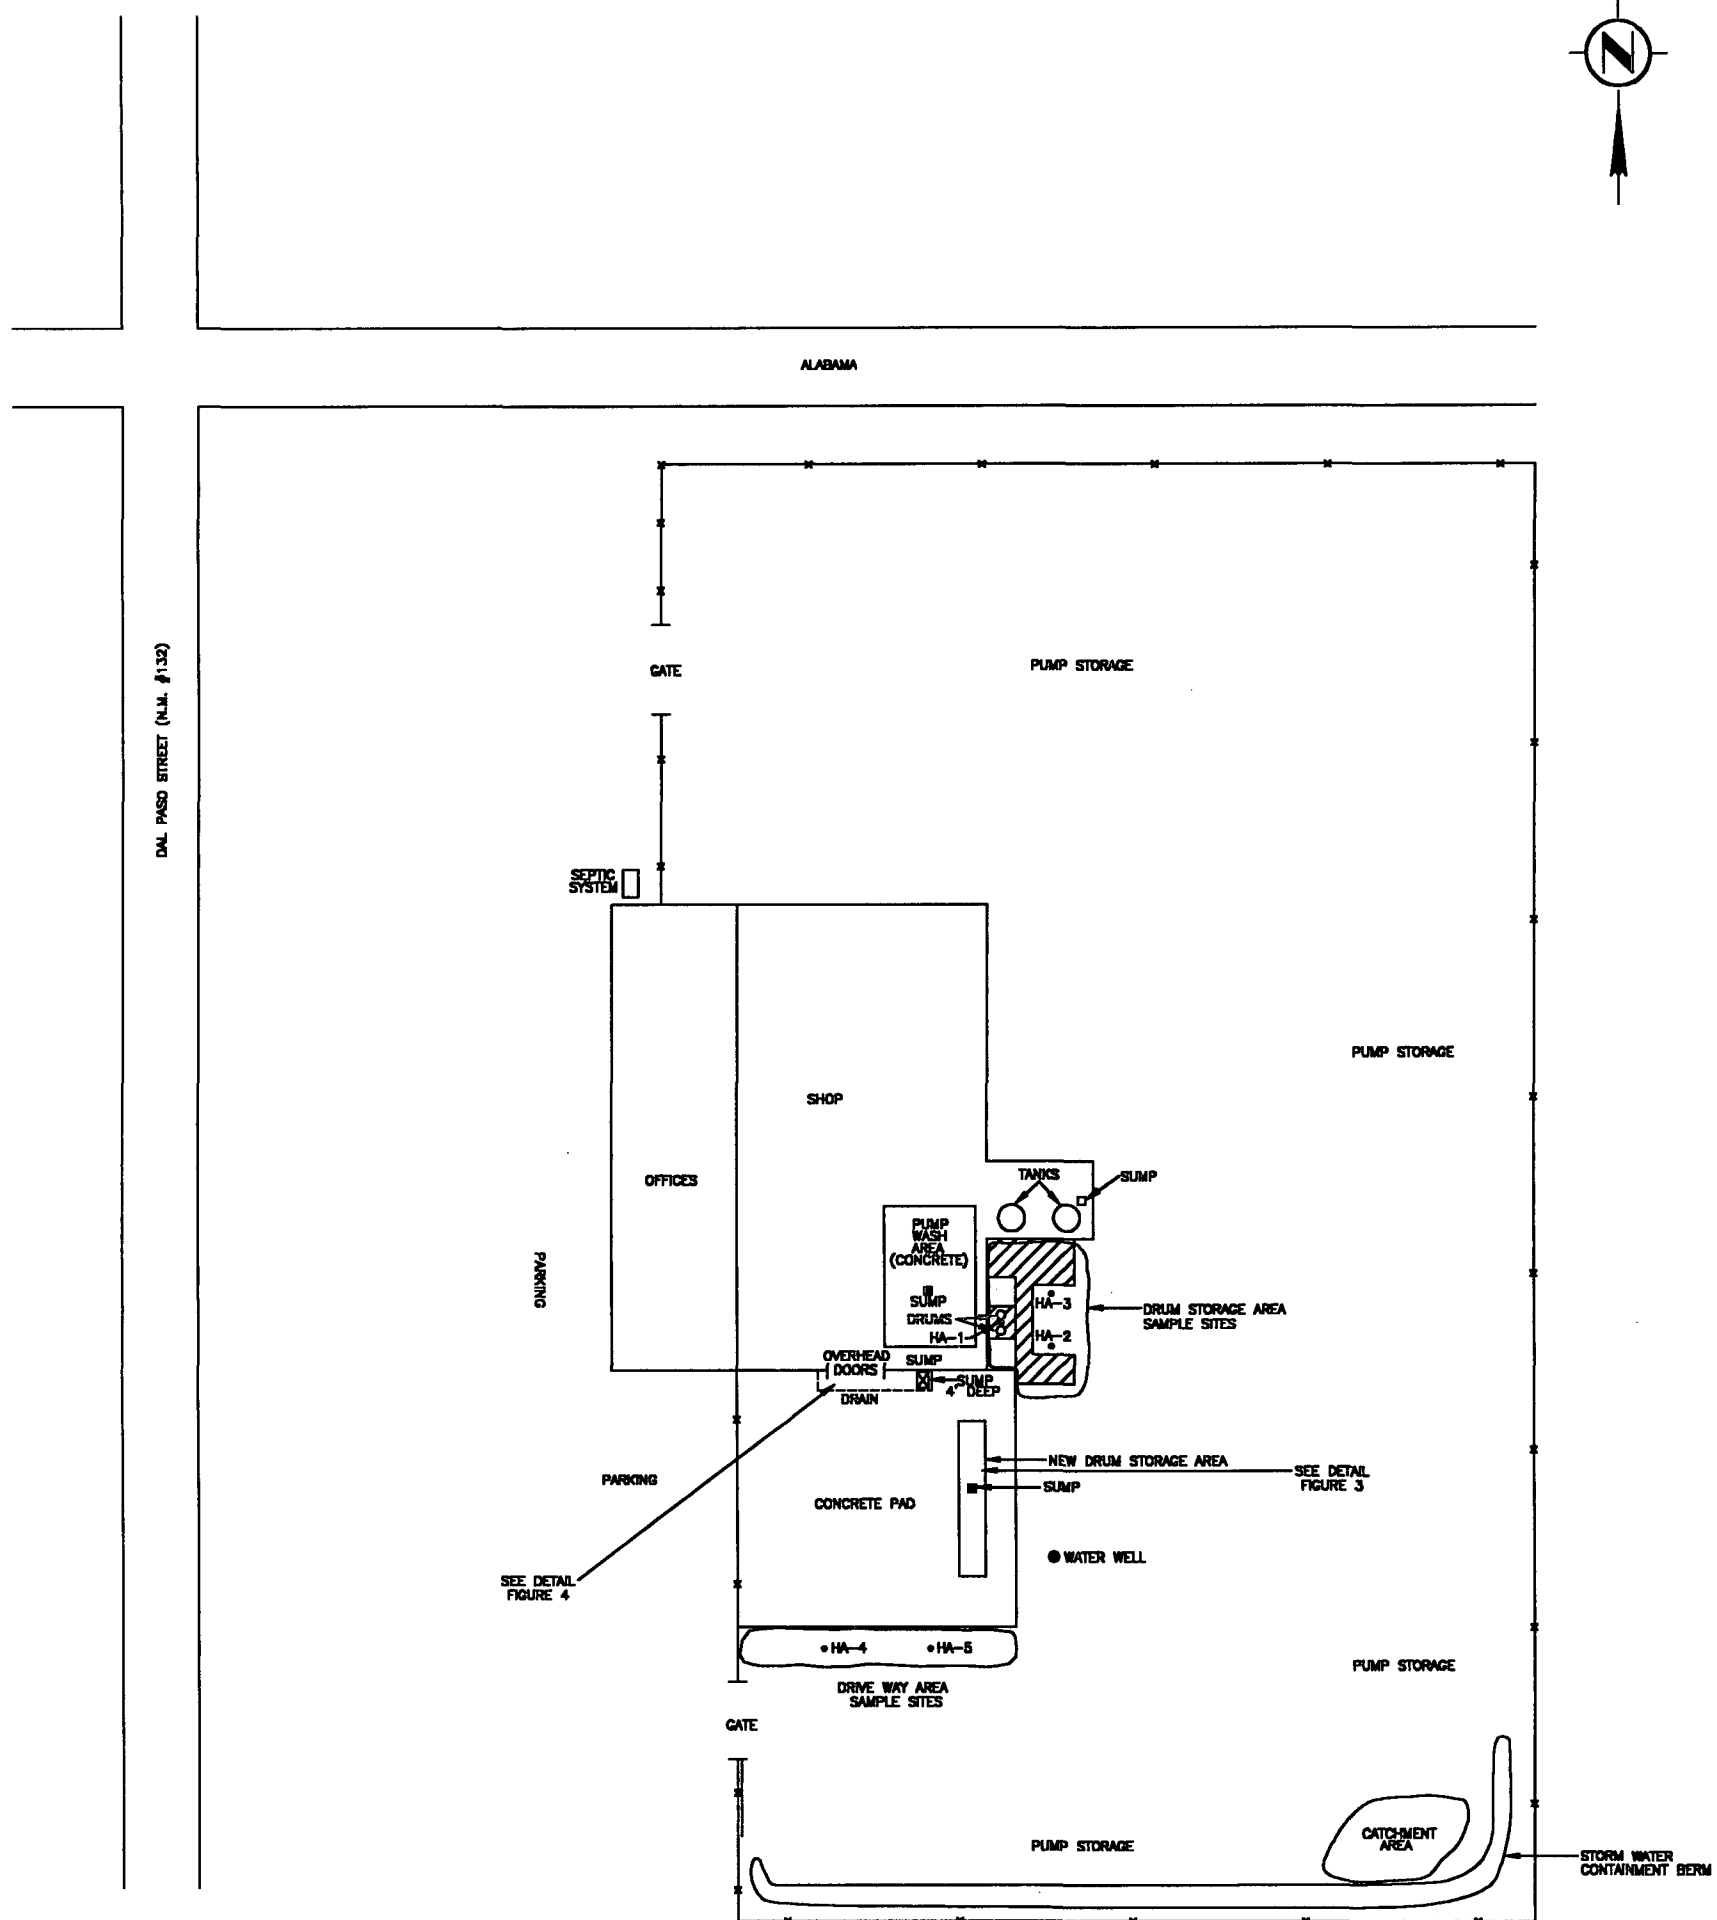 N
ALABAMA
DAL PASO STREET (N.M. #132)
GATE
PUMP STORAGE
SEPTIC
SYSTEM
PUMP STORAGE
SHOP
OFFICES
TANKS
SUMP
PUMP
WASH
AREA
(CONCRETE)
SUMP
DRUMS
HA-1
HA-3
HA-2
DRUM STORAGE AREA
SAMPLE SITES
PARKING
OVERHEAD
DOORS
SUMP
SUMP
4' DEEP
DRAIN
NEW DRUM STORAGE AREA
SEE DETAIL
FIGURE 3
SUMP
PARKING
CONCRETE PAD
WATER WELL
SEE DETAIL
FIGURE 4
HA-4
HA-5
DRIVE WAY AREA
SAMPLE SITES
PUMP STORAGE
GATE
PUMP STORAGE
CATCHMENT
AREA
STORM WATER
CONTAINMENT BERM